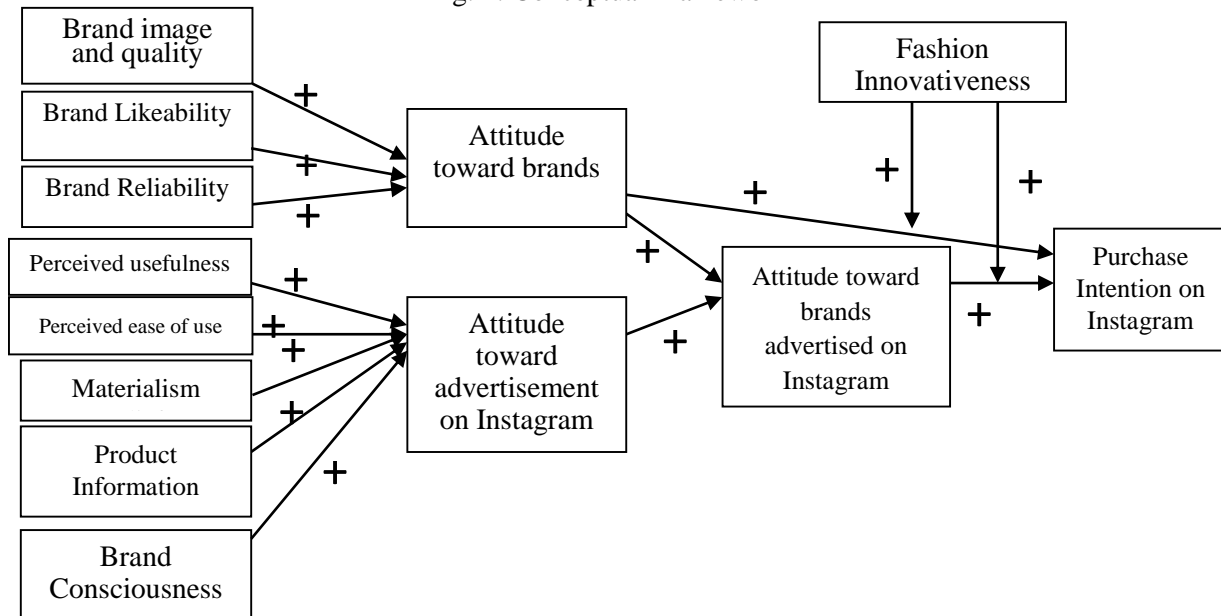 Brand image
and quality
Brand Likeability
Brand Reliability
Perceived usefulness
Perceived ease of use
Materialism
Product
Information
Brand
Consciousness
Attitude
toward brands
Attitude
toward
advertisement
on Instagram
Fashion
Innovativeness
Attitude toward
brands
advertised on
Instagram
Purchase
Intention on
Instagram
+
+
+
+
+
+
+
+
+
+
+
+
+
+